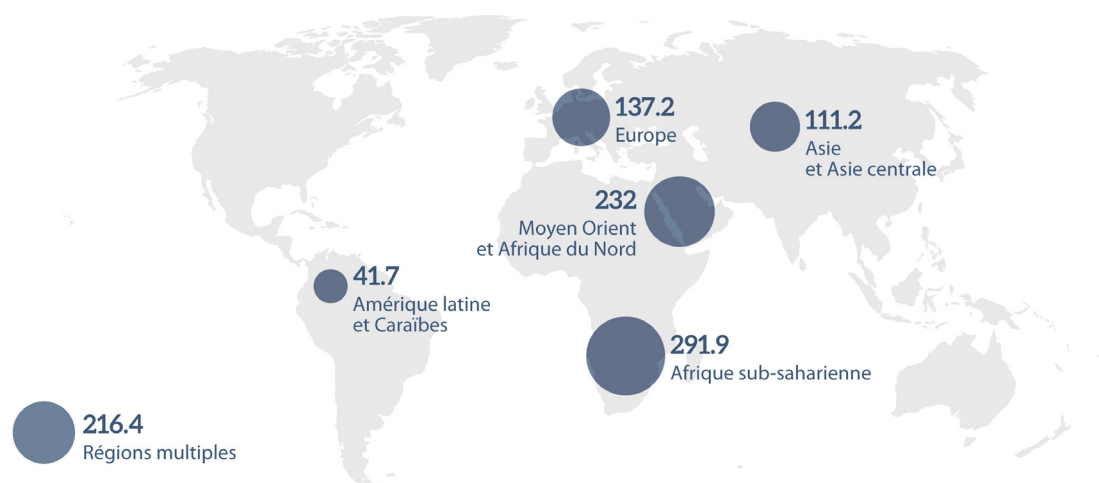 137.2
Europe
111.2
Asie
et Asie centrale
232
Moyen Orient
et Afrique du Nord
41.7
Amérique latine
et Caraïbes
291.9
Afrique sub-saharienne
216.4
Régions multiples